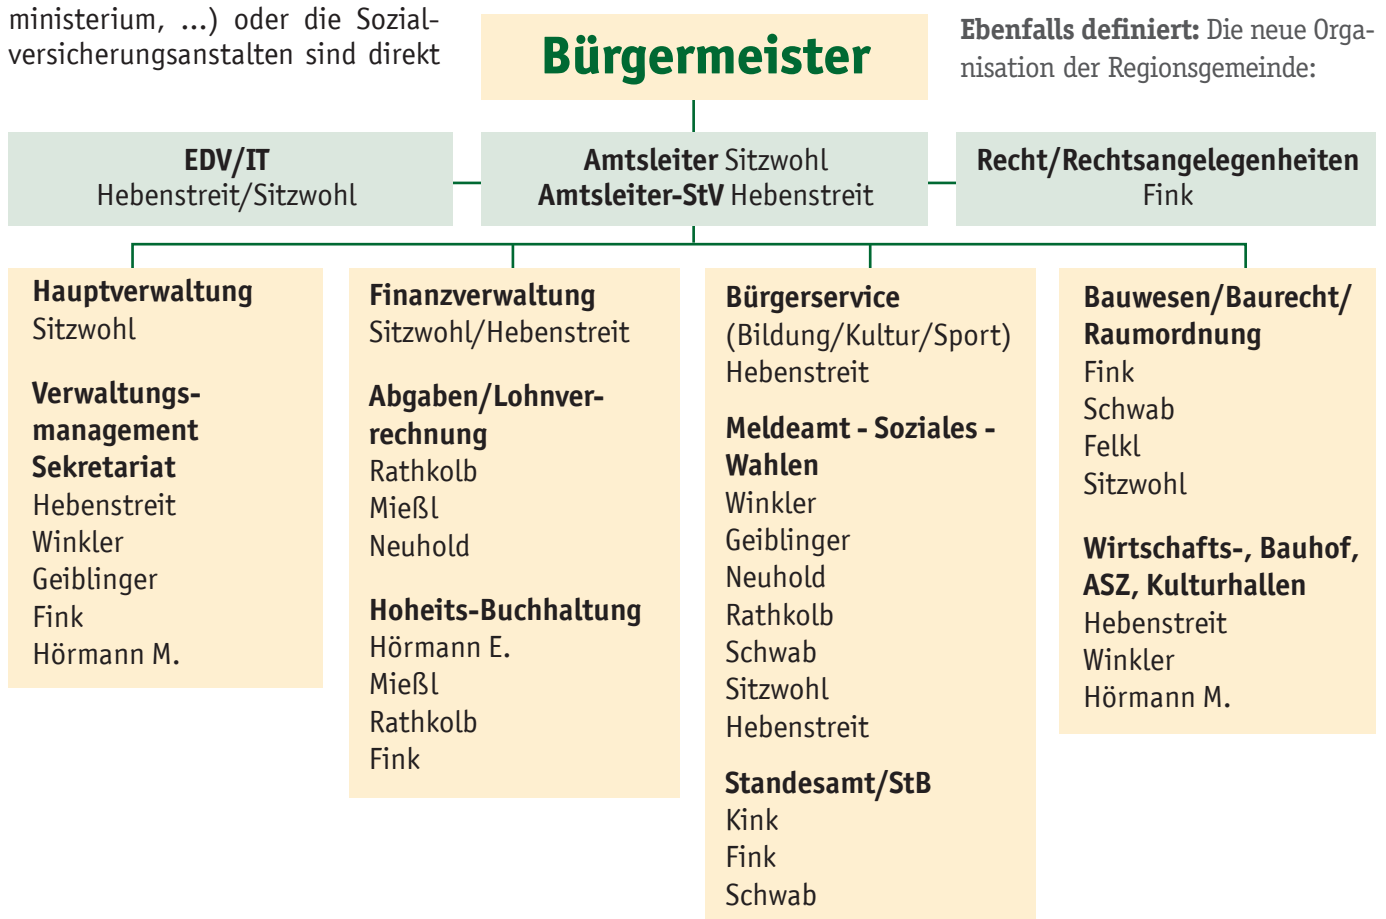 ministerium, ...) oder die Sozial-
versicherungsanstalten sind direkt
Bürgermeister
Ebenfalls definiert: Die neue Orga-
nisation der Regionsgemeinde:
EDV/IT
Hebenstreit/Sitzwohl
Amtsleiter Sitzwohl
Amtsleiter-StV Hebenstreit
Recht/Rechtsangelegenheiten
Fink
Hauptverwaltung
Sitzwohl
Verwaltungs-
management
Sekretariat
Hebenstreit
Winkler
Geiblinger
Fink
Hörmann M.
Finanzverwaltung
Sitzwohl/Hebenstreit
Abgaben/Lohnver-
rechnung
Rathkolb
Mießl
Neuhold
Hoheits-Buchhaltung
Hörmann E.
Mießl
Rathkolb
Fink
Bürgerservice
(Bildung/Kultur/Sport)
Hebenstreit
Meldeamt - Soziales -
Wahlen
Winkler
Geiblinger
Neuhold
Rathkolb
Schwab
Sitzwohl
Hebenstreit
Standesamt/StB
Kink
Fink
Schwab
Bauwesen/Baurecht/
Raumordnung
Fink
Schwab
Felkl
Sitzwohl
Wirtschafts-, Bauhof,
ASZ, Kulturhallen
Hebenstreit
Winkler
Hörmann M.